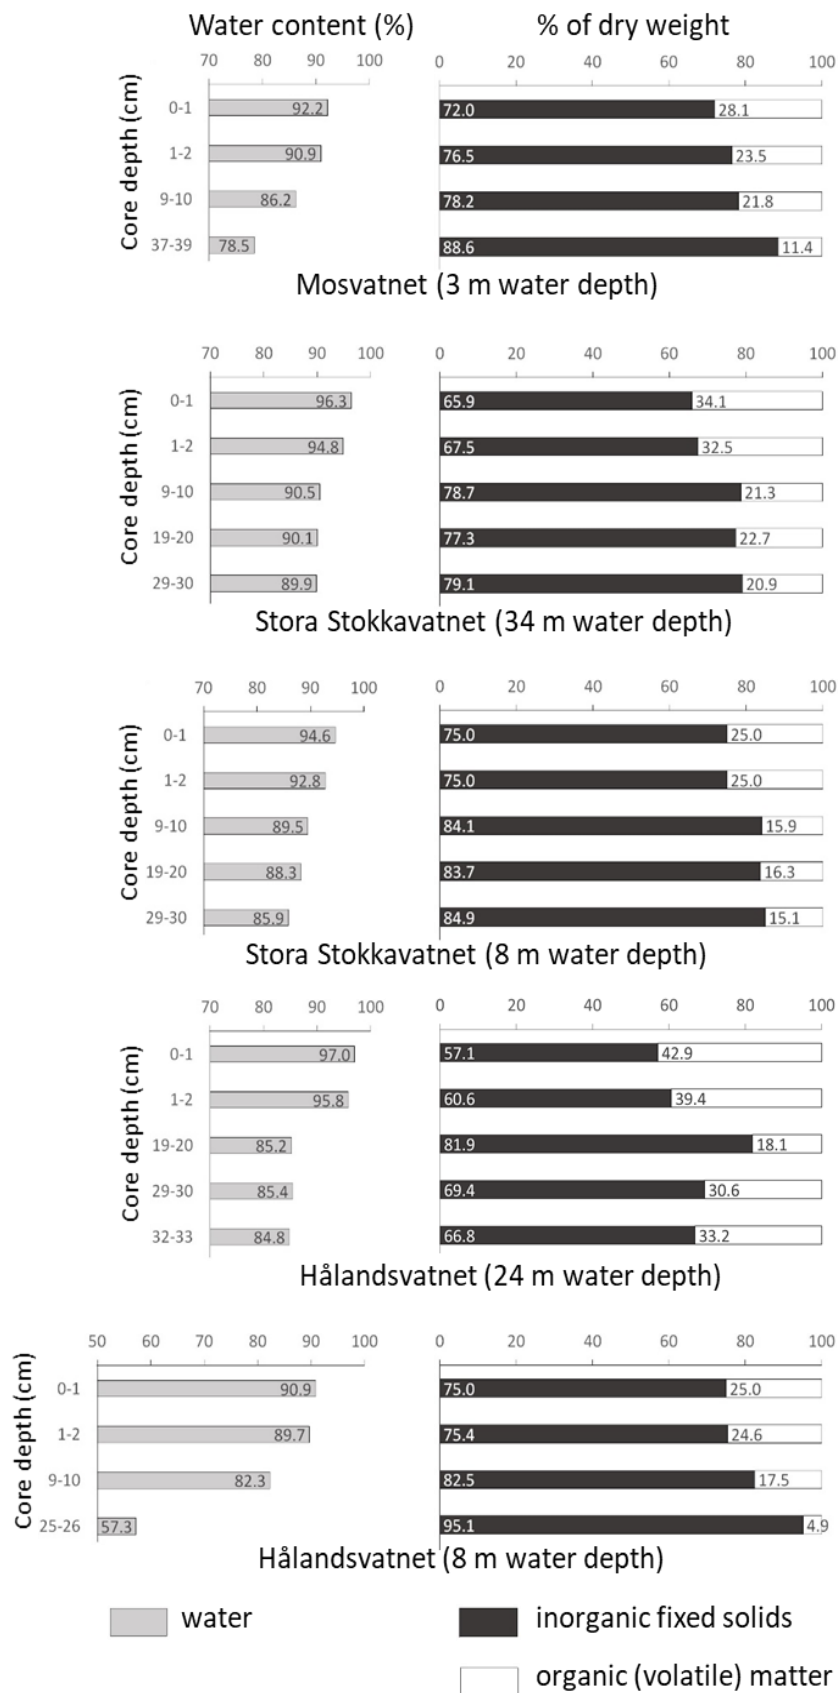 Water content (%) % of dry weight
70 80 90 100 0 20 40 60 80 100
Core depth (cm)
0-1 92.2 72.0 28.1
1-2 90.9 76.5 23.5
9-10 86.2 78.2 21.8
37-39 78.5 88.6 11.4
Mosvatnet (3 m water depth)
70 80 90 100 0 20 40 60 80 100
Core depth (cm)
0-1 96.3 65.9 34.1
1-2 94.8 67.5 32.5
9-10 90.5 78.7 21.3
19-20 90.1 77.3 22.7
29-30 89.9 79.1 20.9
Stora Stokkavatnet (34 m water depth)
70 80 90 100 0 20 40 60 80 100
Core depth (cm)
0-1 94.6 75.0 25.0
1-2 92.8 75.0 25.0
9-10 89.5 84.1 15.9
19-20 88.3 83.7 16.3
29-30 85.9 84.9 15.1
Stora Stokkavatnet (8 m water depth)
70 80 90 100 0 20 40 60 80 100
Core depth (cm)
0-1 97.0 57.1 42.9
1-2 95.8 60.6 39.4
19-20 85.2 81.9 18.1
29-30 85.4 69.4 30.6
32-33 84.8 66.8 33.2
Hålandsvatnet (24 m water depth)
50 60 70 80 90 100 0 20 40 60 80 100
Core depth (cm)
0-1 90.9 75.0 25.0
1-2 89.7 75.4 24.6
9-10 82.3 82.5 17.5
25-26 57.3 95.1 4.9
Hålandsvatnet (8 m water depth)
water inorganic fixed solids
organic (volatile) matter